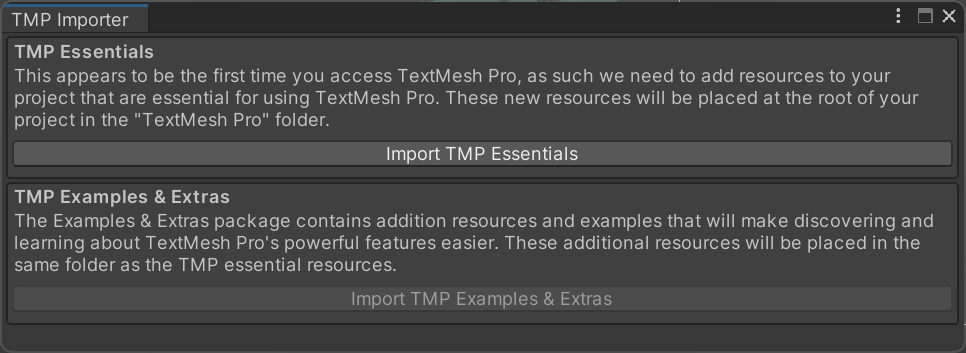 TMP Importer
TMP Essentials
This appears to be the first time you access TextMesh Pro, as such we need to add resources to your
project that are essential for using TextMesh Pro. These new resources will be placed at the root of your
project in the "TextMesh Pro" folder.
Import TMP Essentials
TMP Examples & Extras
The Examples & Extras package contains addition resources and examples that will make discovering and
learning about TextMesh Pro's powerful features easier. These additional resources will be placed in the
same folder as the TMP essential resources.
Import TMP Examples & Extras